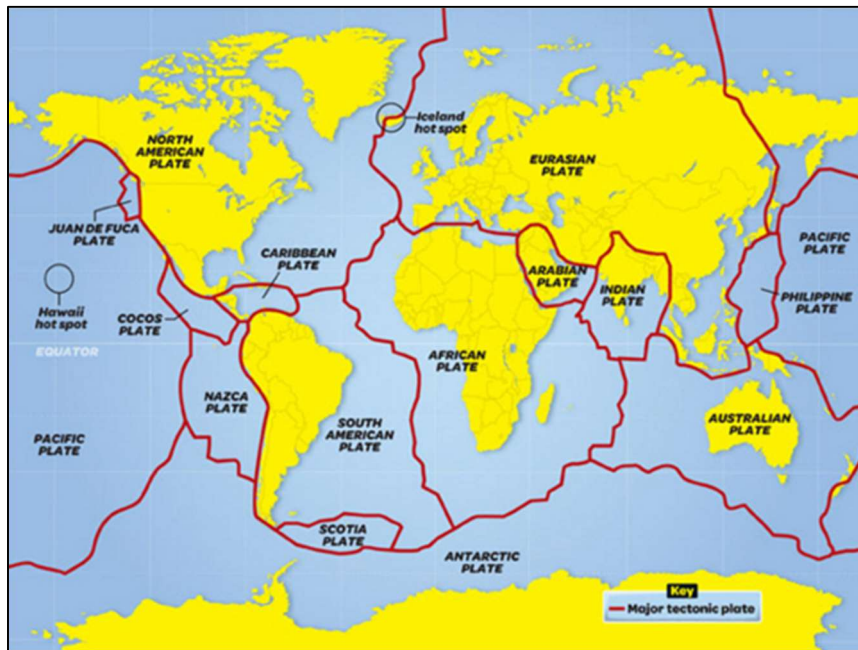 Iceland
hot spot
NORTH
AMERICAN
PLATE
EURASIAN
PLATE
JUAN DE FUCA
PLATE
CARIBBEAN
PLATE
ARABIAN
PLATE
INDIAN
PLATE
PACIFIC
PLATE
PHILIPPINE
PLATE
Hawaii
hot spot
COCOS
PLATE
EQUATOR
AFRICAN
PLATE
NAZCA
PLATE
SOUTH
AMERICAN
PLATE
AUSTRALIAN
PLATE
PACIFIC
PLATE
SCOTIA
PLATE
ANTARCTIC
PLATE
Key
Major tectonic plate